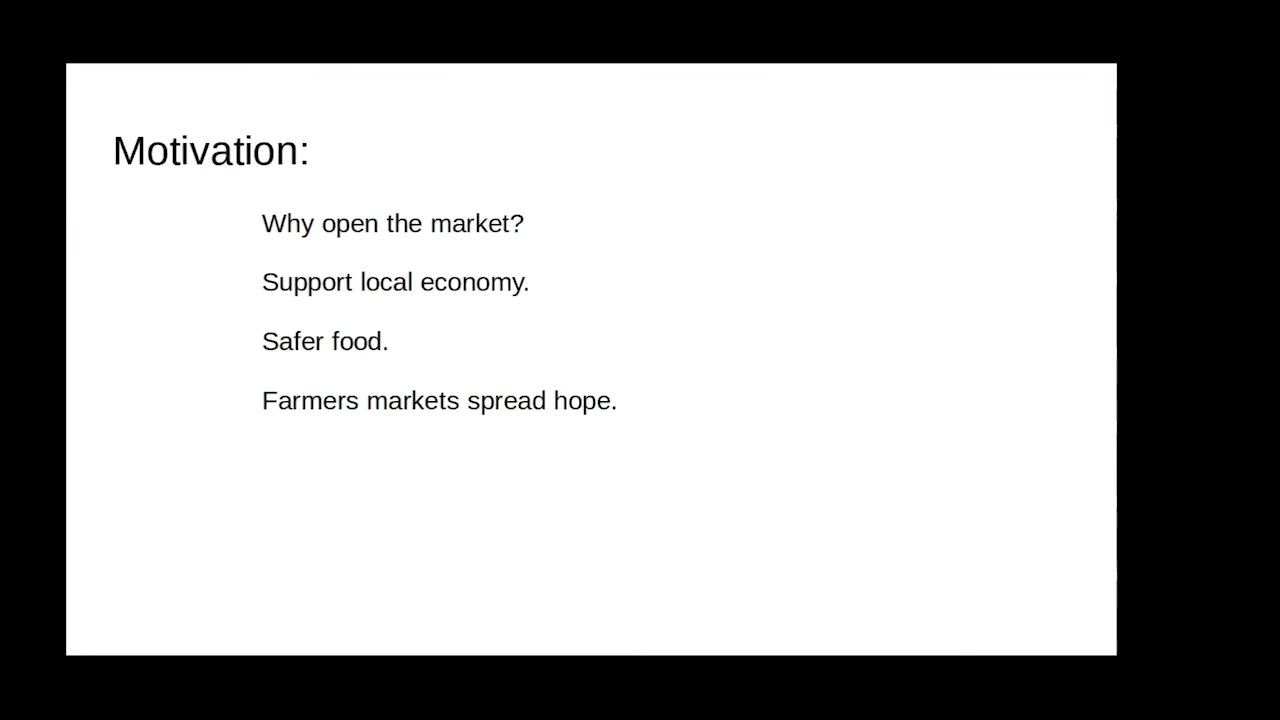 Motivation:
Why open the market?
Support local economy.
Safer food.
Farmers markets spread hope.